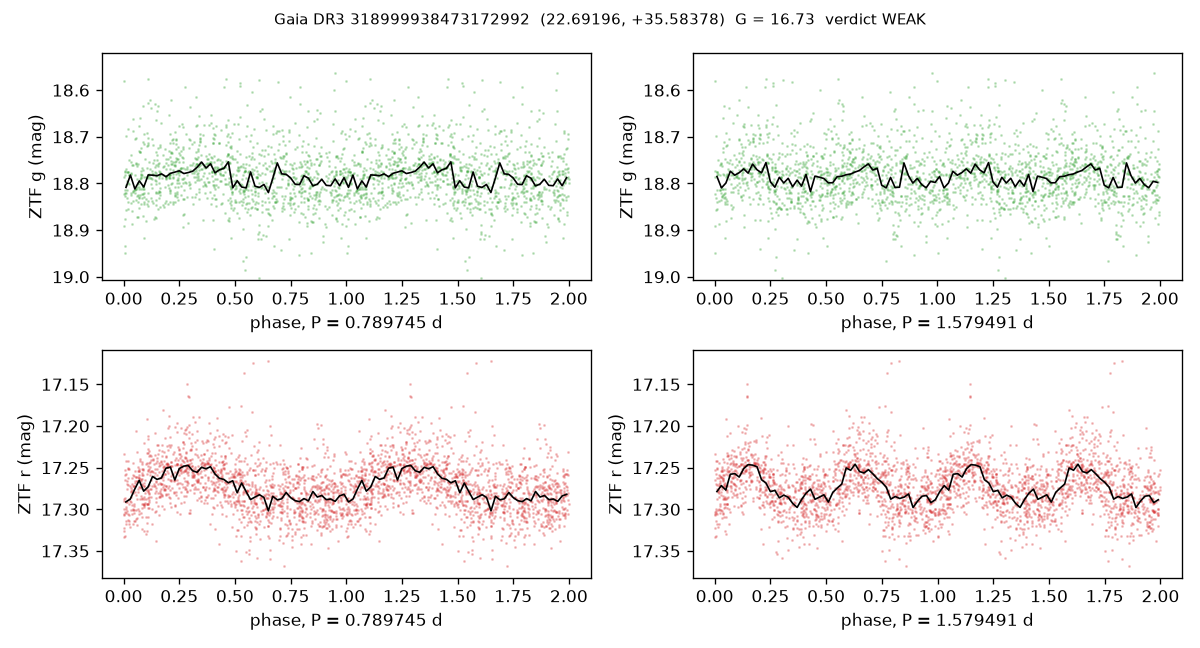 Gaia DR3 318999938473172992 (22.69196, +35.58378) G = 16.73 verdict WEAK
ZTF g (mag)
18.6
18.7
18.8
18.9
19.0
0.00 0.25 0.50 0.75 1.00 1.25 1.50 1.75 2.00
phase, P = 0.789745 d
ZTF g (mag)
18.6
18.7
18.8
18.9
19.0
0.00 0.25 0.50 0.75 1.00 1.25 1.50 1.75 2.00
phase, P = 1.579491 d
ZTF r (mag)
17.15
17.20
17.25
17.30
17.35
0.00 0.25 0.50 0.75 1.00 1.25 1.50 1.75 2.00
phase, P = 0.789745 d
ZTF r (mag)
17.15
17.20
17.25
17.30
17.35
0.00 0.25 0.50 0.75 1.00 1.25 1.50 1.75 2.00
phase, P = 1.579491 d